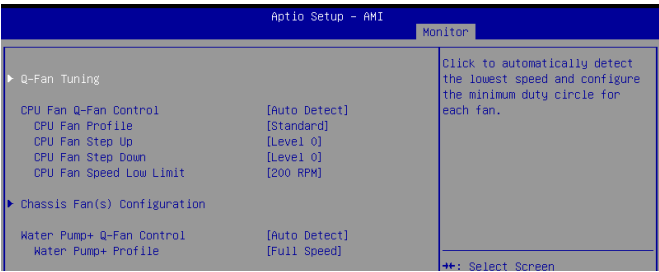 Aptio Setup - AMI
Monitor
Q-Fan Tuning
CPU Fan Q-Fan Control [Auto Detect]
CPU Fan Profile [Standard]
CPU Fan Step Up [Level 0]
CPU Fan Step Down [Level 0]
CPU Fan Speed Low Limit [200 RPM]
Chassis Fan(s) Configuration
Water Pump+ Q-Fan Control [Auto Detect]
Water Pump+ Profile [Full Speed]
Click to automatically detect
the lowest speed and configure
the minimum duty circle for
each fan.
→←: Select Screen